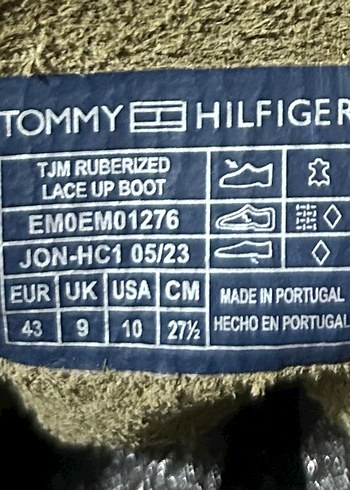 TOMMY HILFIGER
TJM RUBERIZED
LACE UP BOOT
EM0EM01276
JON-HC1 05/23
EUR UK USA CM
43 9 10 27½
MADE IN PORTUGAL
HECHO EN PORTUGAL